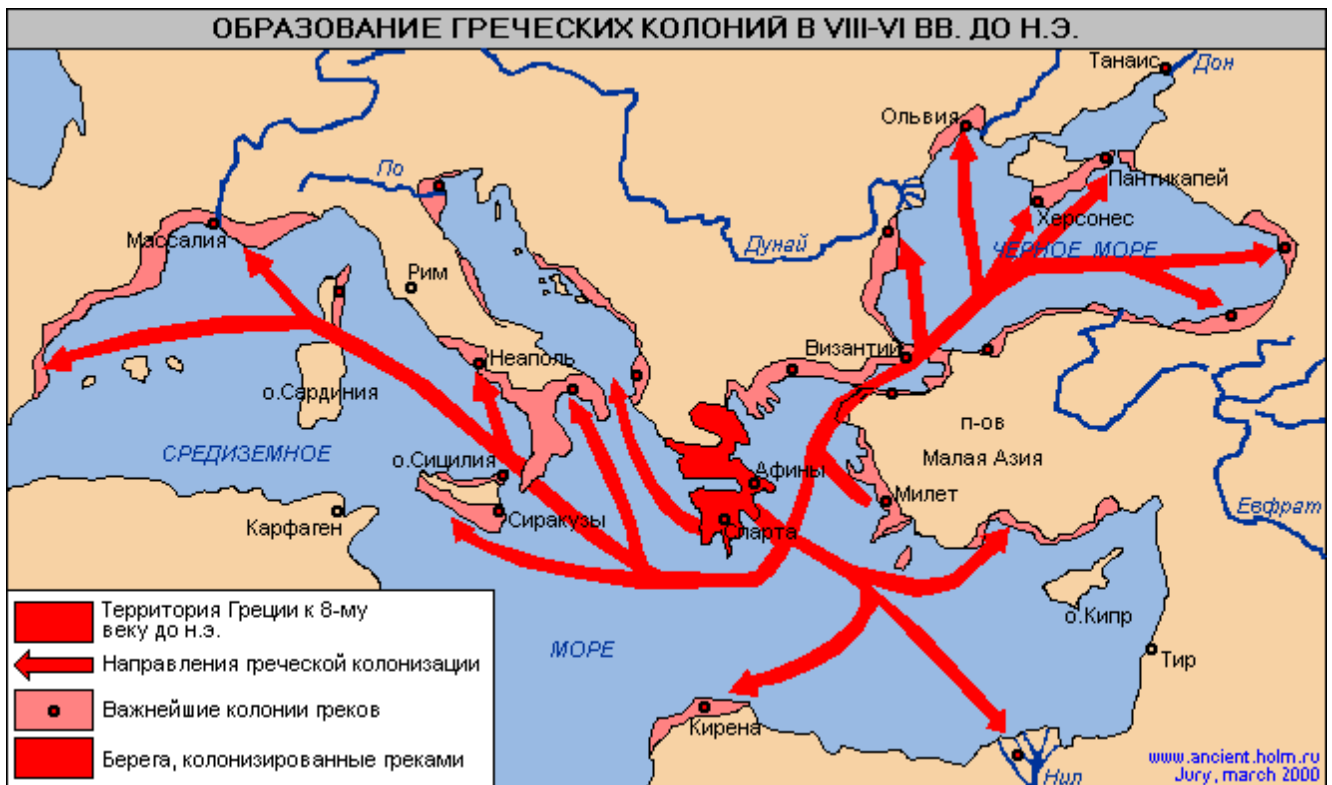 ОБРАЗОВАНИЕ ГРЕЧЕСКИХ КОЛОНИЙ В VIII-VI ВВ. ДО Н.Э.
Танаис
Дон
Ольвия
По
Пантикапей
Херсонес
Массалия
Дунай
ЧЕРНОЕ МОРЕ
Рим
Византий
Неаполь
о.Сардиния
п-ов
Малая Азия
СРЕДИЗЕМНОЕ
о.Сицилия
Афины
Милет
Карфаген
Сиракузы
Спарта
Евфрат
Территория Греции к 8-му
веку до н.э.
о.Кипр
Направления греческой колонизации
МОРЕ
Тир
Важнейшие колонии греков
Кирена
Берега, колонизированные греками
www.ancient.holm.ru
Нил
Jury, march 2000